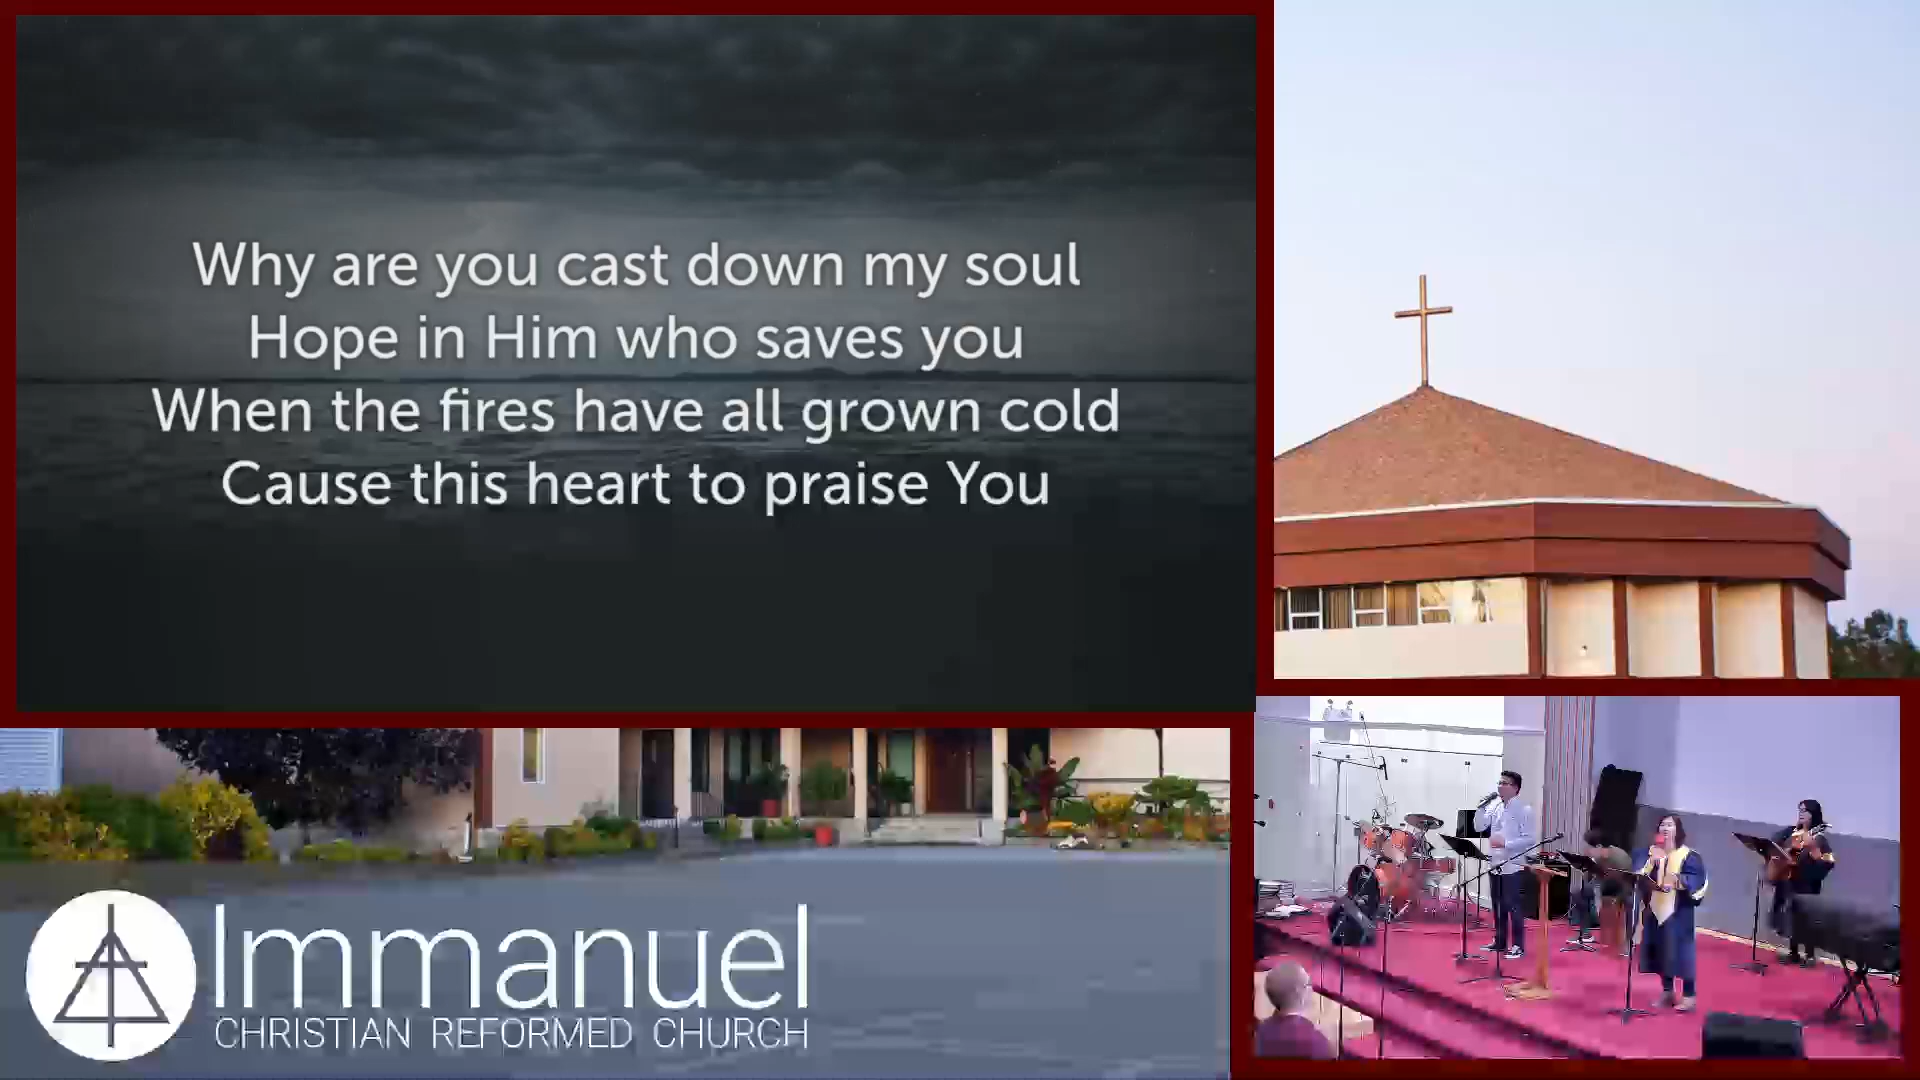 Why are you cast down my soul
Hope in Him who saves you
When the fires have all grown cold
Cause this heart to praise You
Immanuel
CHRISTIAN REFORMED CHURCH